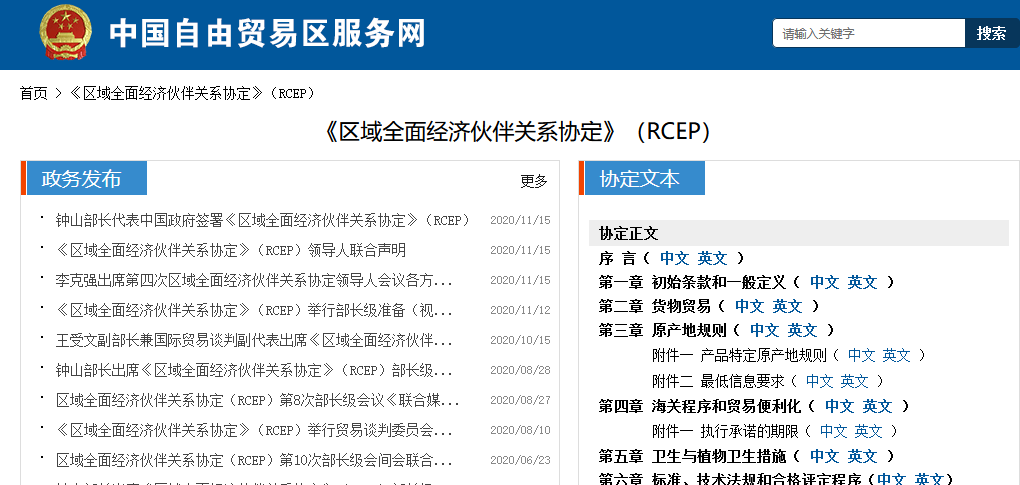 中国自由贸易区服务网
请输入关键字
搜索
首页 > 《区域全面经济伙伴关系协定》（RCEP）
《区域全面经济伙伴关系协定》（RCEP）
政务发布
更多
· 钟山部长代表中国政府签署《区域全面经济伙伴关系协定》（RCEP） 2020/11/15
· 《区域全面经济伙伴关系协定》（RCEP）领导人联合声明 2020/11/15
· 李克强出席第四次区域全面经济伙伴关系协定领导人会议各方... 2020/11/15
· 《区域全面经济伙伴关系协定》（RCEP）举行部长级准备（视... 2020/11/12
· 王受文副部长兼国际贸易谈判副代表出席《区域全面经济伙伴... 2020/10/15
· 钟山部长出席《区域全面经济伙伴关系协定》（RCEP）部长级... 2020/08/28
· 区域全面经济伙伴关系协定（RCEP）第8次部长级会议《联合媒... 2020/08/27
· 《区域全面经济伙伴关系协定》（RCEP）举行贸易谈判委员会... 2020/08/10
· 区域全面经济伙伴关系协定（RCEP）第10次部长级会间会联合... 2020/06/23
协定文本
协定正文
序 言（ 中文 英文 ）
第一章 初始条款和一般定义（ 中文 英文 ）
第二章 货物贸易（ 中文 英文 ）
第三章 原产地规则（ 中文 英文 ）
附件一 产品特定原产地规则（ 中文 英文 ）
附件二 最低信息要求（ 中文 英文 ）
第四章 海关程序和贸易便利化（ 中文 英文 ）
附件一 执行承诺的期限（ 中文 英文 ）
第五章 卫生与植物卫生措施（ 中文 英文 ）
第六章 标准、技术法规和合格评定程序（中文 英文）